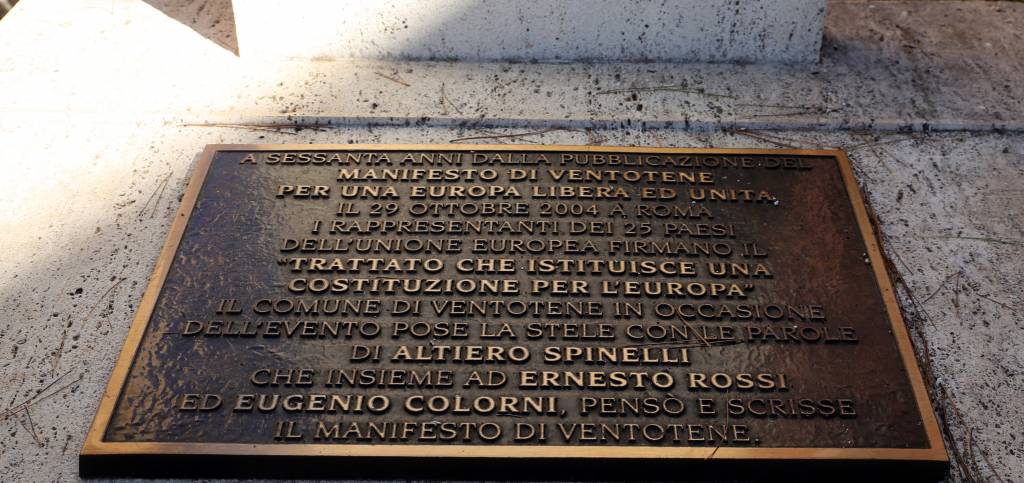 A SESSANTA ANNI DALLA PUBBLICAZIONE DEL
MANIFESTO DI VENTOTENE
PER UNA EUROPA LIBERA ED UNITA,
IL 29 OTTOBRE 2004 A ROMA
I RAPPRESENTANTI DEI 25 PAESI
DELL'UNIONE EUROPEA FIRMANO IL
"TRATTATO CHE ISTITUISCE UNA
COSTITUZIONE PER L'EUROPA"
IL COMUNE DI VENTOTENE IN OCCASIONE
DELL'EVENTO POSE LA STELE CON LE PAROLE
DI ALTIERO SPINELLI
CHE INSIEME AD ERNESTO ROSSI
ED EUGENIO COLORNI, PENSÒ E SCRISSE
IL MANIFESTO DI VENTOTENE.